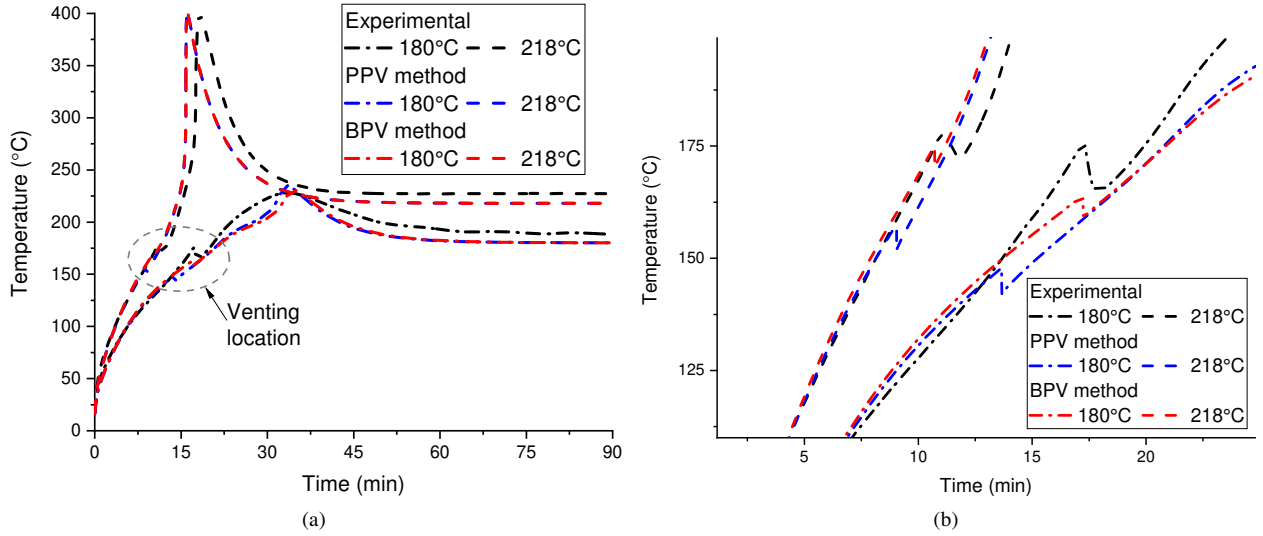 400
350
300
250
200
150
100
50
0
Temperature (°C)
0 15 30 45 60 75 90
Time (min)
Experimental
180°C 218°C
PPV method
180°C 218°C
BPV method
180°C 218°C
Venting
location
(a)
175
150
125
Temperature (°C)
5 10 15 20
Time (min)
Experimental
180°C 218°C
PPV method
180°C 218°C
BPV method
180°C 218°C
(b)